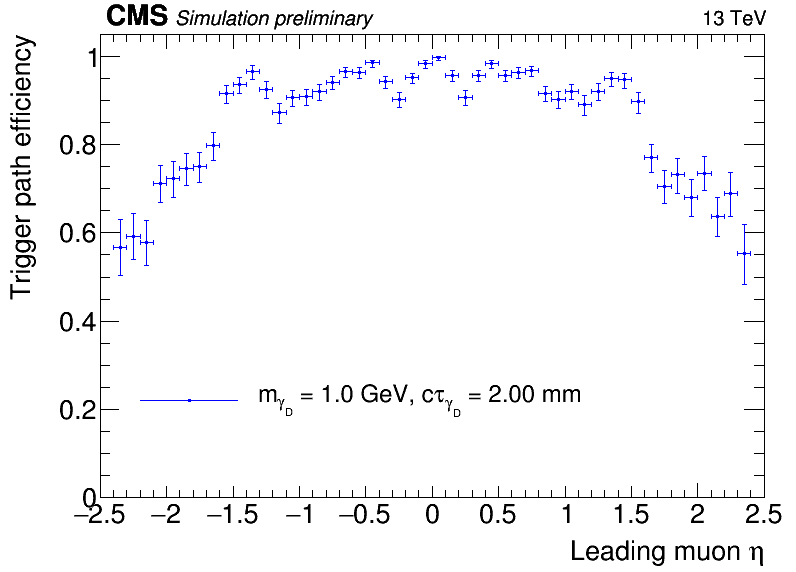 CMS Simulation preliminary 13 TeV
Trigger path efficiency
1
0.8
0.6
0.4
0.2
0
m_γ_D = 1.0 GeV, cτ_γ_D = 2.00 mm
−2.5 −2 −1.5 −1 −0.5 0 0.5 1 1.5 2 2.5
Leading muon η